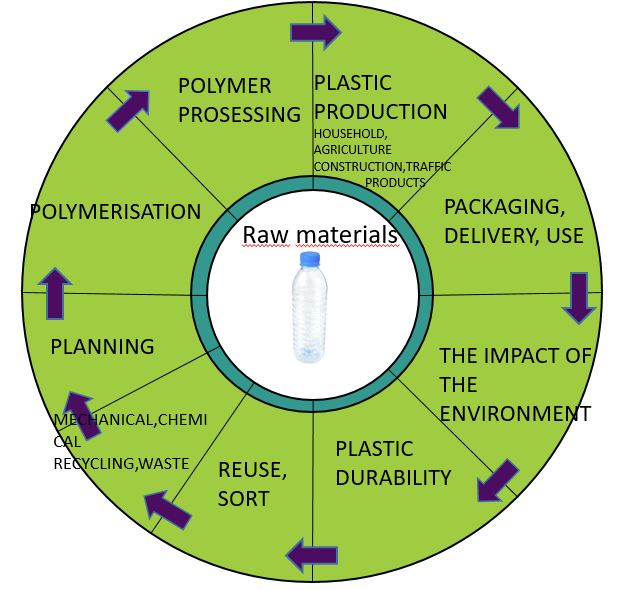 POLYMER
PROSESSING
PLASTIC
PRODUCTION
HOUSEHOLD,
AGRICULTURE
CONSTRUCTION,TRAFFIC
PRODUCTS
PACKAGING,
DELIVERY, USE
THE IMPACT OF
THE
ENVIRONMENT
PLASTIC
DURABILITY
REUSE,
SORT
MECHANICAL,CHEMI
CAL
RECYCLING,WASTE
PLANNING
POLYMERISATION
Raw materials